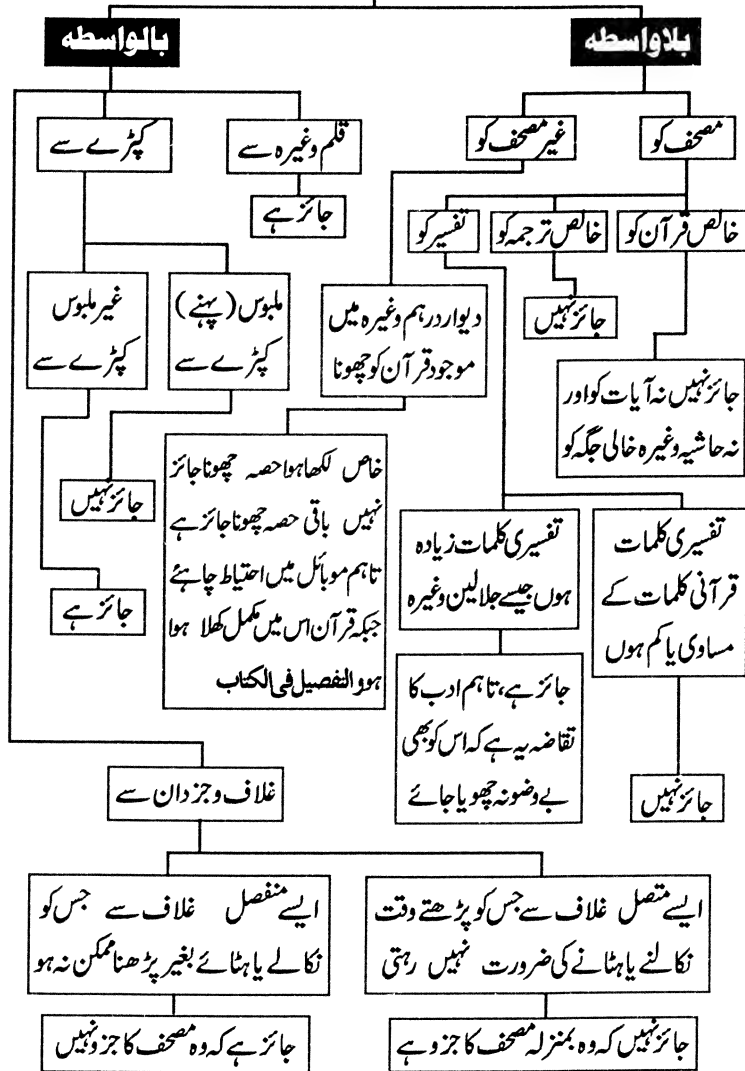 بلاواسطہ
بالواسطہ
مصحف کو
غیر مصحف کو
قلم وغیرہ سے
کپڑے سے
جائز ہے
خالص قرآن کو
خالص ترجمہ کو
تفسیر کو
جائز نہیں
جائز نہیں نہ آیات کو اور
نہ حاشیہ وغیرہ خالی جگہ کو
دیوار درہم وغیرہ میں
موجود قرآن کو چھونا
ملبوس (پہنے)
کپڑے سے
غیر ملبوس
کپڑے سے
جائز نہیں
جائز ہے
خاص لکھا ہوا حصہ چھونا جائز
نہیں باقی حصہ چھونا جائز ہے
تاہم موبائل میں احتیاط چاہئے
جبکہ قرآن اس میں مکمل کھلا ہوا
ہو والتفصیل فی الکتاب
تفسیری کلمات
قرآنی کلمات کے
مساوی یا کم ہوں
جائز نہیں
تفسیری کلمات زیادہ
ہوں جیسے جلالین وغیرہ
جائز ہے، تاہم ادب کا
تقاضہ یہ ہے کہ اس کو بھی
بے وضو نہ چھویا جائے
غلاف و جزدان سے
ایسے متصل غلاف سے جس کو پڑھتے وقت
نکالنے یا ہٹانے کی ضرورت نہیں رہتی
جائز نہیں کہ وہ بمنزلہ مصحف کا جزو ہے
ایسے منفصل غلاف سے جس کو
نکالے یا ہٹائے بغیر پڑھنا ممکن نہ ہو
جائز ہے کہ وہ مصحف کا جزو نہیں